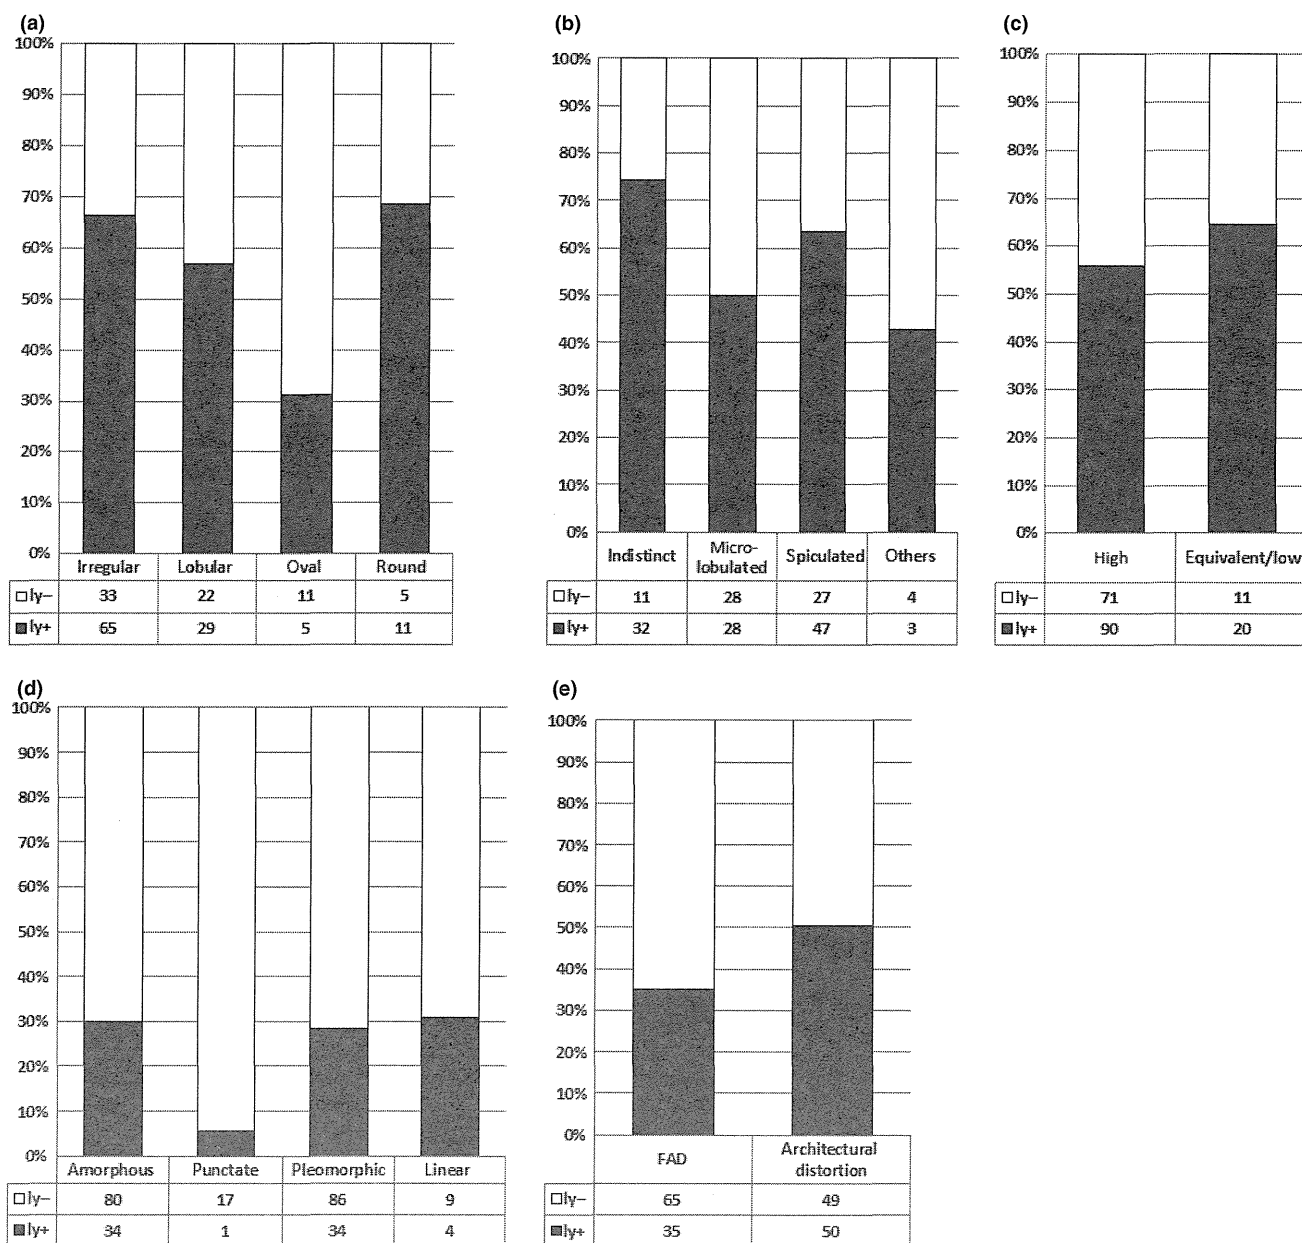 (a)
100%
90%
80%
70%
60%
50%
40%
30%
20%
10%
0%
Irregular Lobular Oval Round
ly− 33 22 11 5
ly+ 65 29 5 11
(b)
100%
90%
80%
70%
60%
50%
40%
30%
20%
10%
0%
Indistinct Micro-lobulated Spiculated Others
ly− 11 28 27 4
ly+ 32 28 47 3
(c)
100%
90%
80%
70%
60%
50%
40%
30%
20%
10%
0%
High Equivalent/low
ly− 71 11
ly+ 90 20
(d)
100%
90%
80%
70%
60%
50%
40%
30%
20%
10%
0%
Amorphous Punctate Pleomorphic Linear
ly− 80 17 86 9
ly+ 34 1 34 4
(e)
100%
90%
80%
70%
60%
50%
40%
30%
20%
10%
0%
FAD Architectural distortion
ly− 65 49
ly+ 35 50